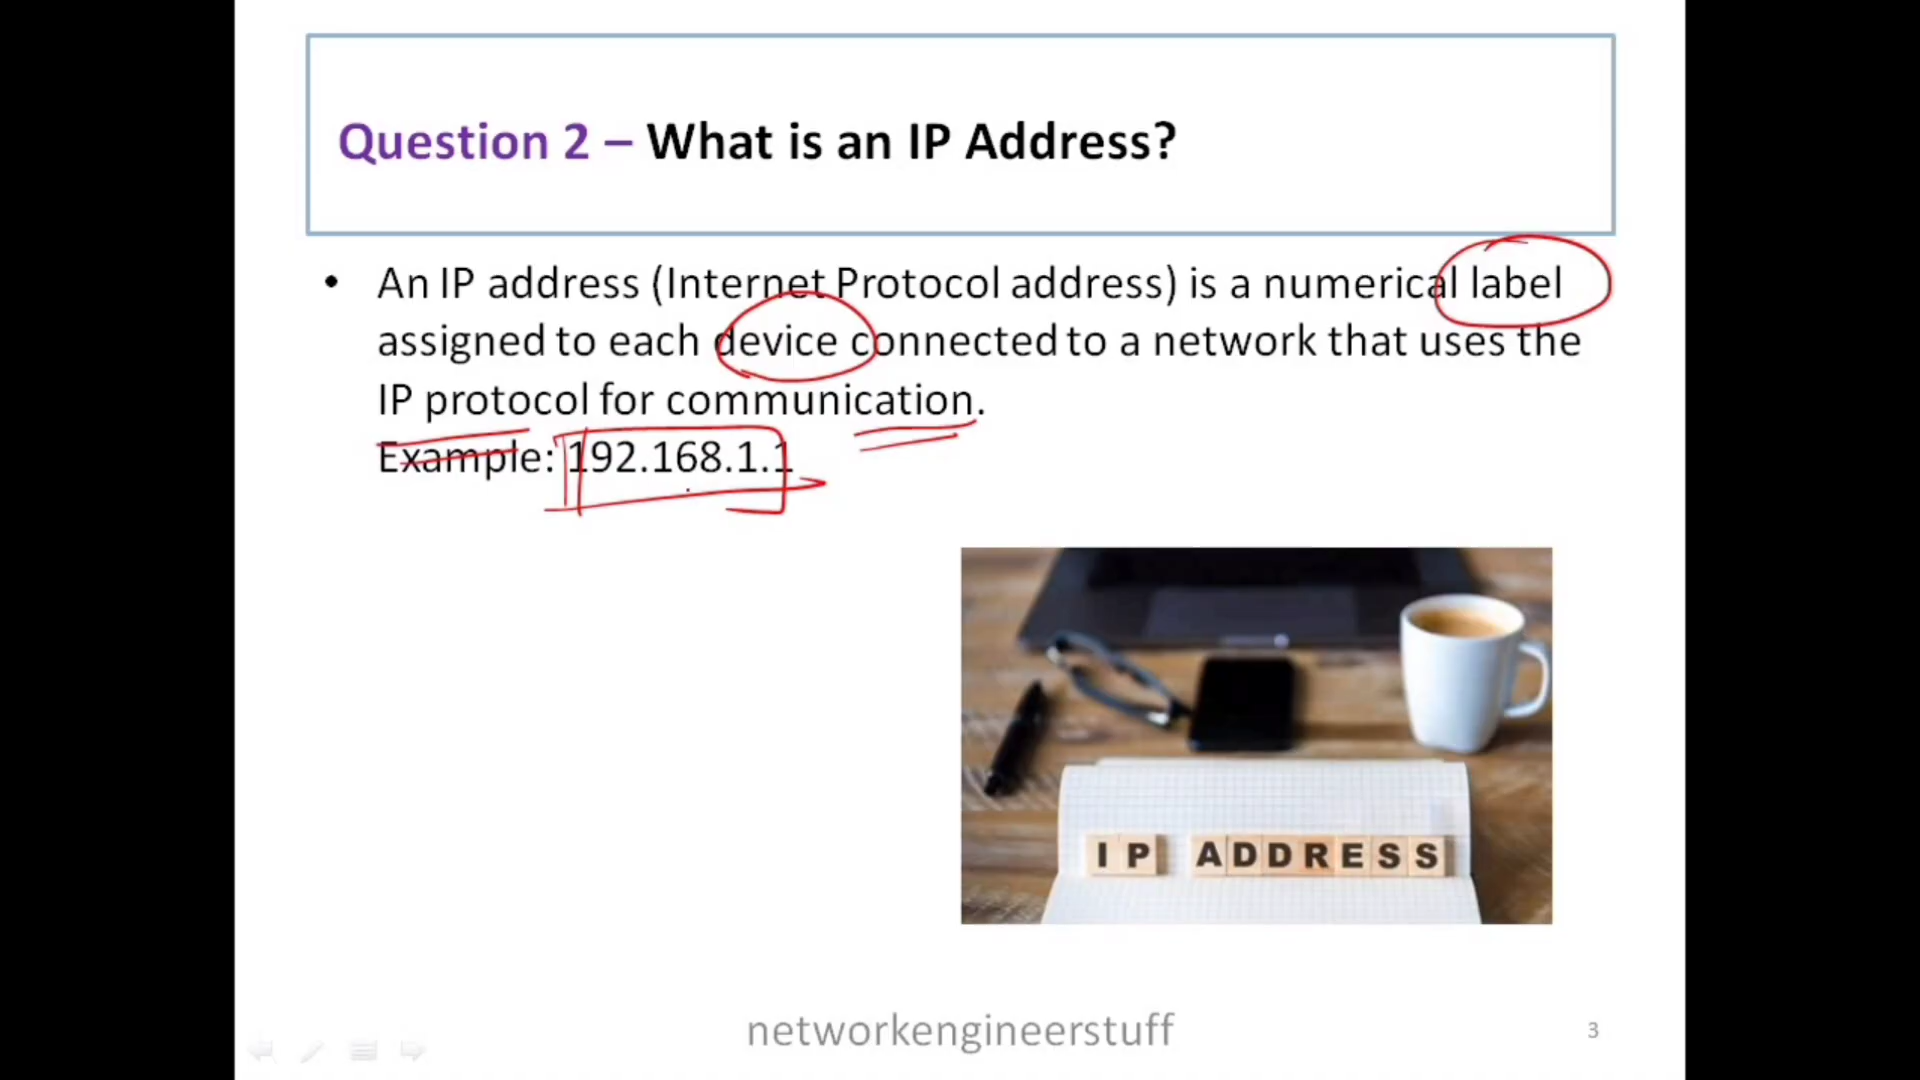 Question 2 – What is an IP Address?
• An IP address (Internet Protocol address) is a numerical label
assigned to each device connected to a network that uses the
IP protocol for communication.
Example: 192.168.1.1
IP ADDRESS
networkengineerstuff
3